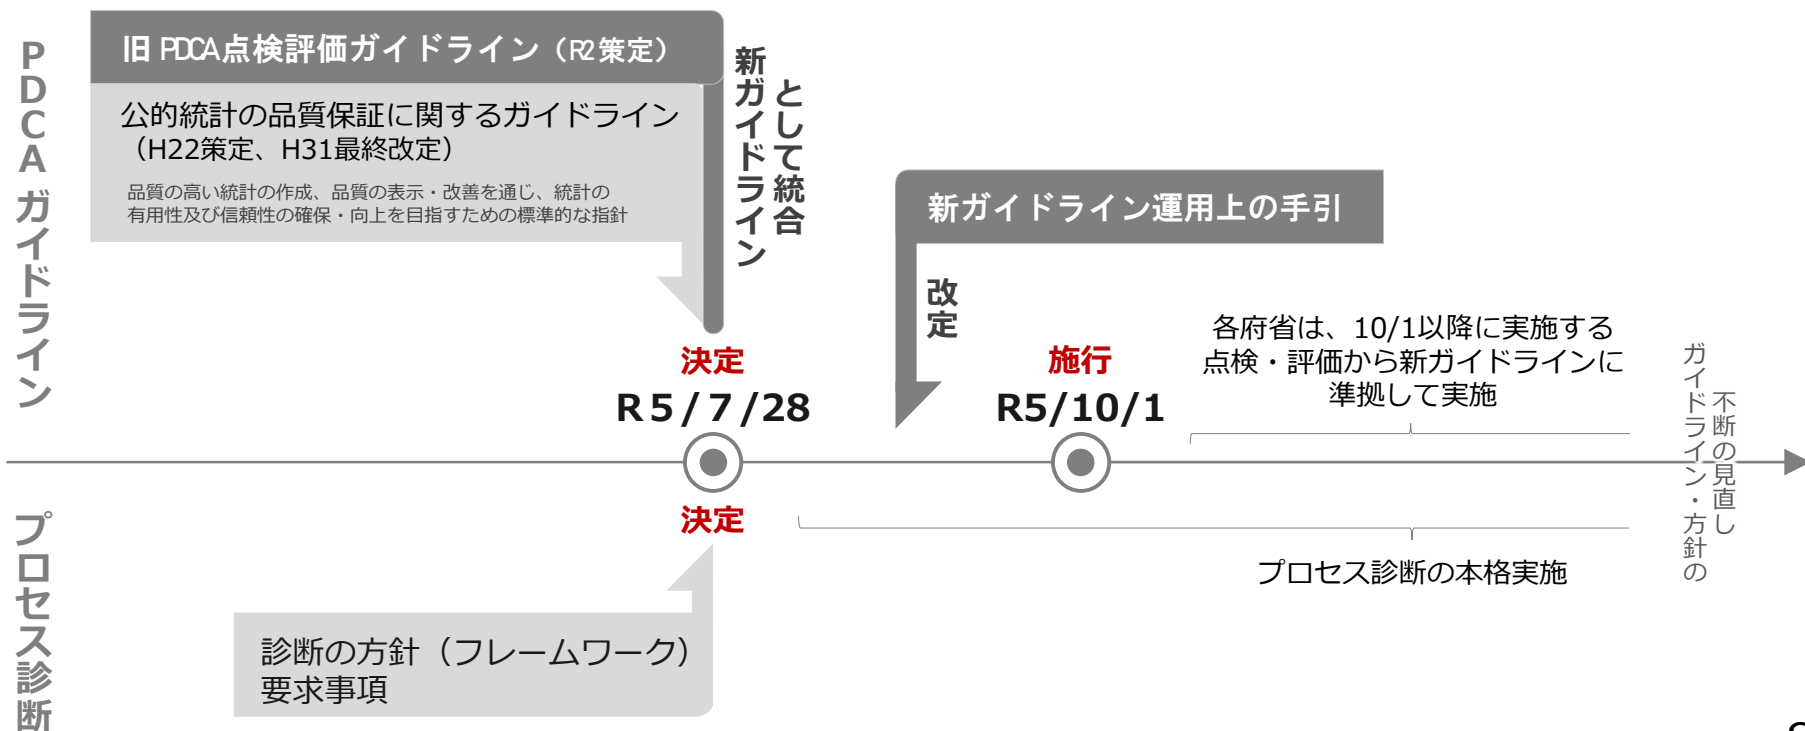 PDCAガイドライン
旧PDCA点検評価ガイドライン（R2策定）
公的統計の品質保証に関するガイドライン
（H22策定、H31最終改定）
品質の高い統計の作成、品質の表示・改善を通じ、統計の
有用性及び信頼性の確保・向上を目指すための標準的な指針
新ガイドライン
として統合
新ガイドライン運用上の手引
改定
決定
R5/7/28
施行
R5/10/1
各府省は、10/1以降に実施する
点検・評価から新ガイドラインに
準拠して実施
ガイドライン・方針の
不断の見直し
プロセス診断
決定
診断の方針（フレームワーク）
要求事項
プロセス診断の本格実施